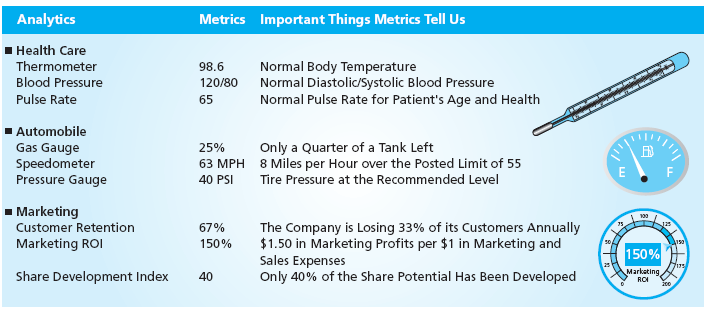 Analytics Metrics Important Things Metrics Tell Us
Health Care
Thermometer 98.6 Normal Body Temperature
Blood Pressure 120/80 Normal Diastolic/Systolic Blood Pressure
Pulse Rate 65 Normal Pulse Rate for Patient's Age and Health
Automobile
Gas Gauge 25% Only a Quarter of a Tank Left
Speedometer 63 MPH 8 Miles per Hour over the Posted Limit of 55
Pressure Gauge 40 PSI Tire Pressure at the Recommended Level
E F
Marketing
Customer Retention 67% The Company is Losing 33% of its Customers Annually
Marketing ROI 150% $1.50 in Marketing Profits per $1 in Marketing and
Sales Expenses
Share Development Index 40 Only 40% of the Share Potential Has Been Developed
0 25 50 75 100 125 150 175 200
150%
Marketing
ROI